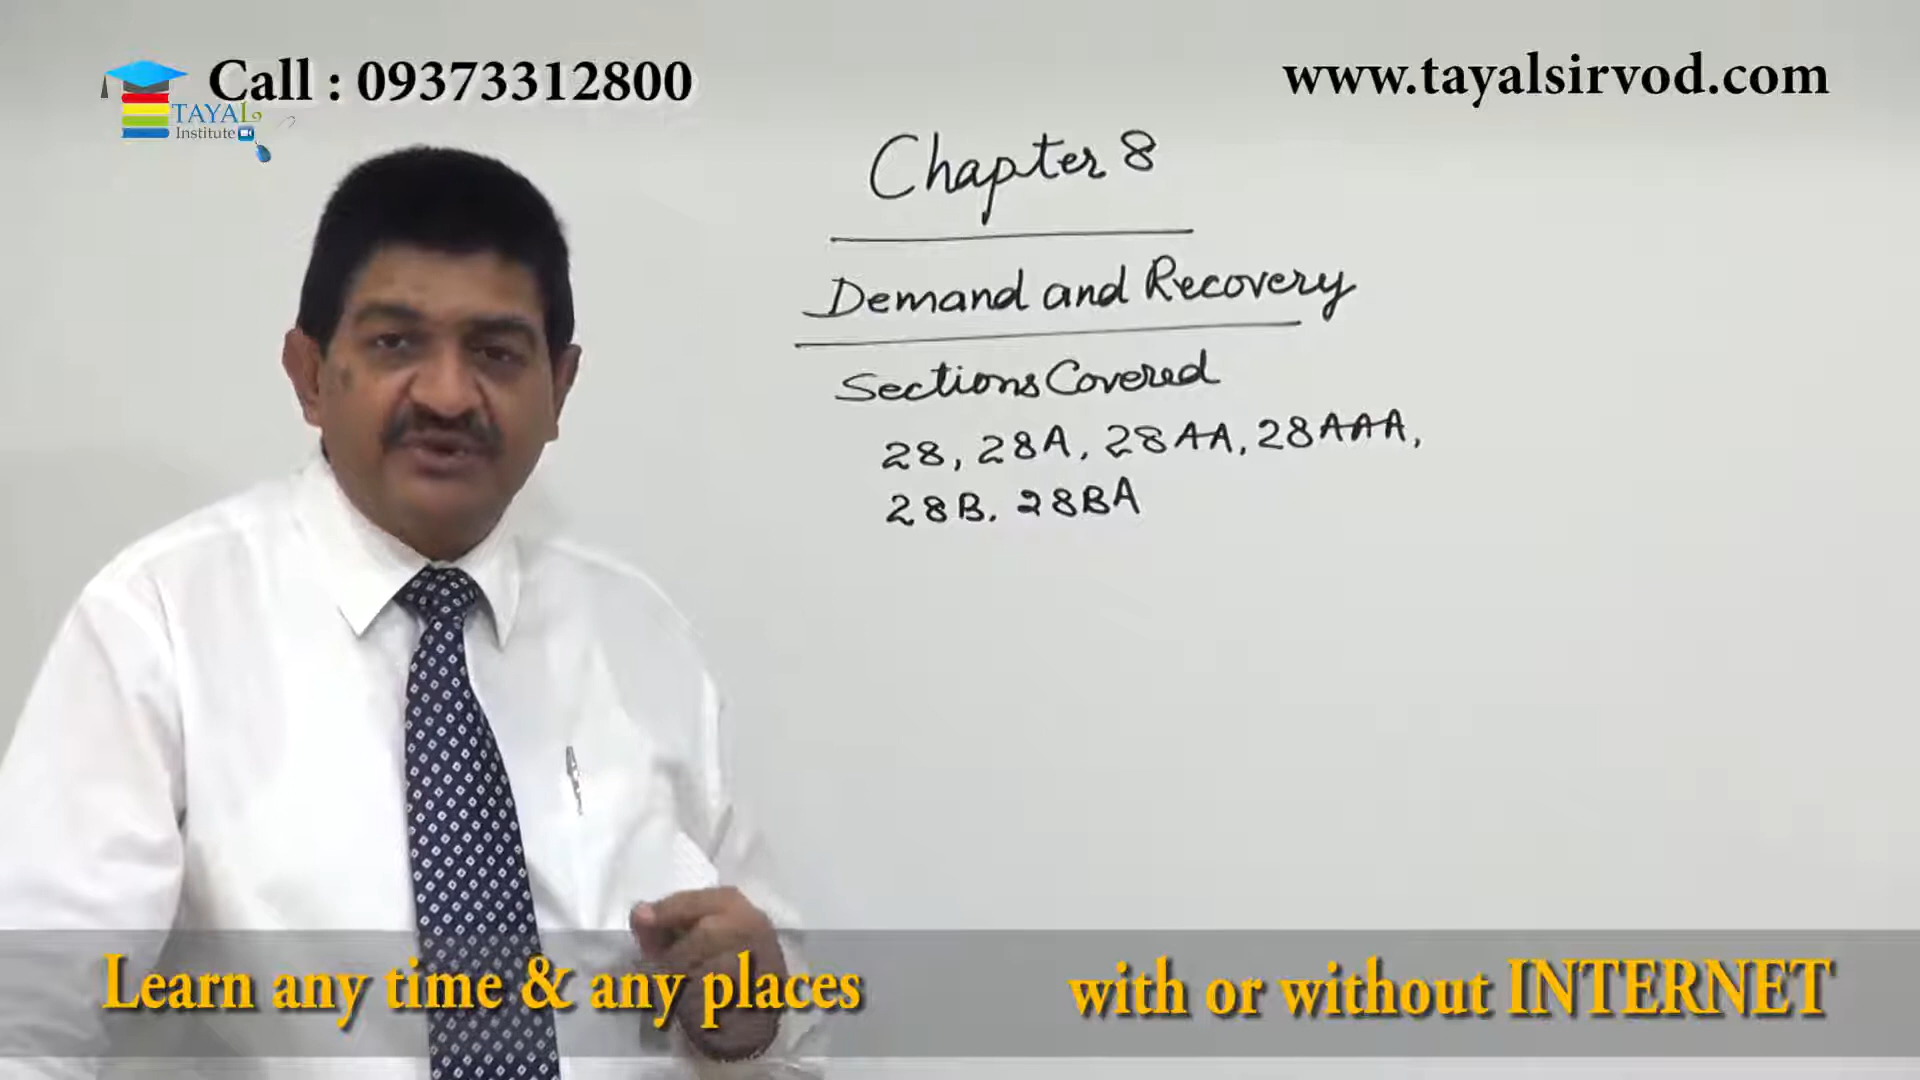 Call : 09373312800
www.tayalsirvod.com
TAYAL
Institute
Chapter 8
Demand and Recovery
Sections Covered
28, 28A, 28AA, 28AAA,
28B, 28BA
Learn any time & any places
with or without INTERNET